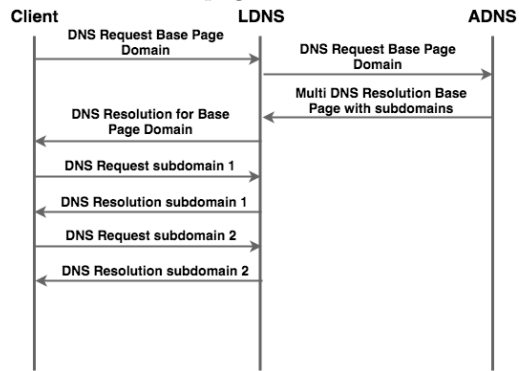 Client LDNS ADNS
DNS Request Base Page
Domain
DNS Request Base Page
Domain
Multi DNS Resolution Base
Page with subdomains
DNS Resolution for Base
Page Domain
DNS Request subdomain 1
DNS Resolution subdomain 1
DNS Request subdomain 2
DNS Resolution subdomain 2